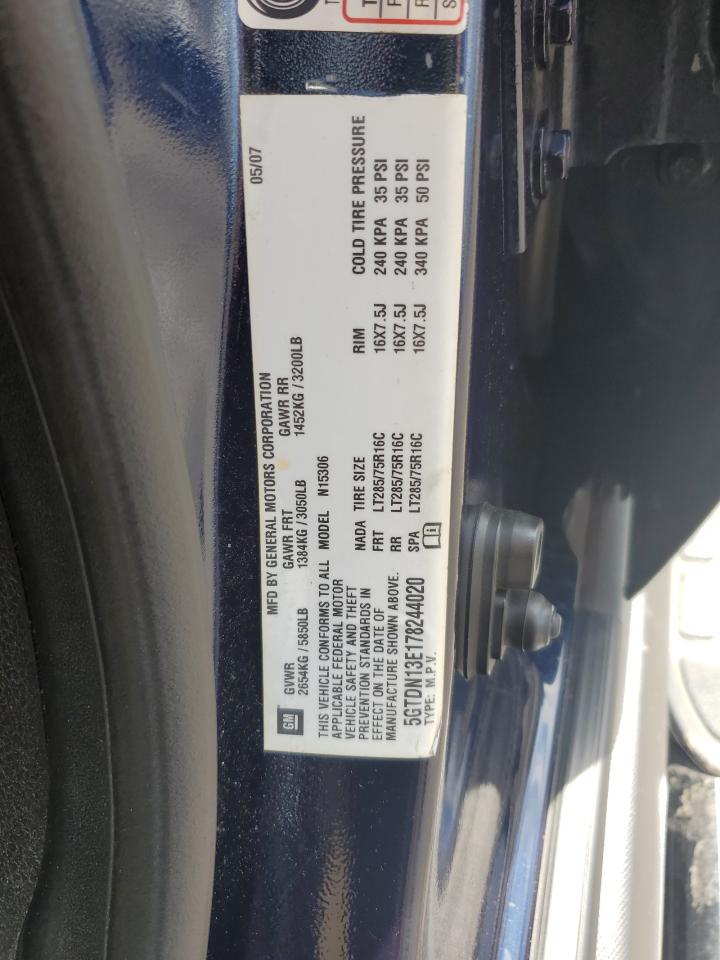 05/07
MFD BY GENERAL MOTORS CORPORATION
GM
GVWR GAWR FRT GAWR RR
2654KG / 5850LB 1384KG / 3050LB 1452KG / 3200LB
THIS VEHICLE CONFORMS TO ALL
APPLICABLE FEDERAL MOTOR
VEHICLE SAFETY AND THEFT
PREVENTION STANDARDS IN
EFFECT ON THE DATE OF
MANUFACTURE SHOWN ABOVE.
5GTDN13E178244020
TYPE: M.P.V.
MODEL N15306
NADA TIRE SIZE RIM COLD TIRE PRESSURE
FRT LT285/75R16C 16X7.5J 240 KPA 35 PSI
RR LT285/75R16C 16X7.5J 240 KPA 35 PSI
SPA LT285/75R16C 16X7.5J 340 KPA 50 PSI